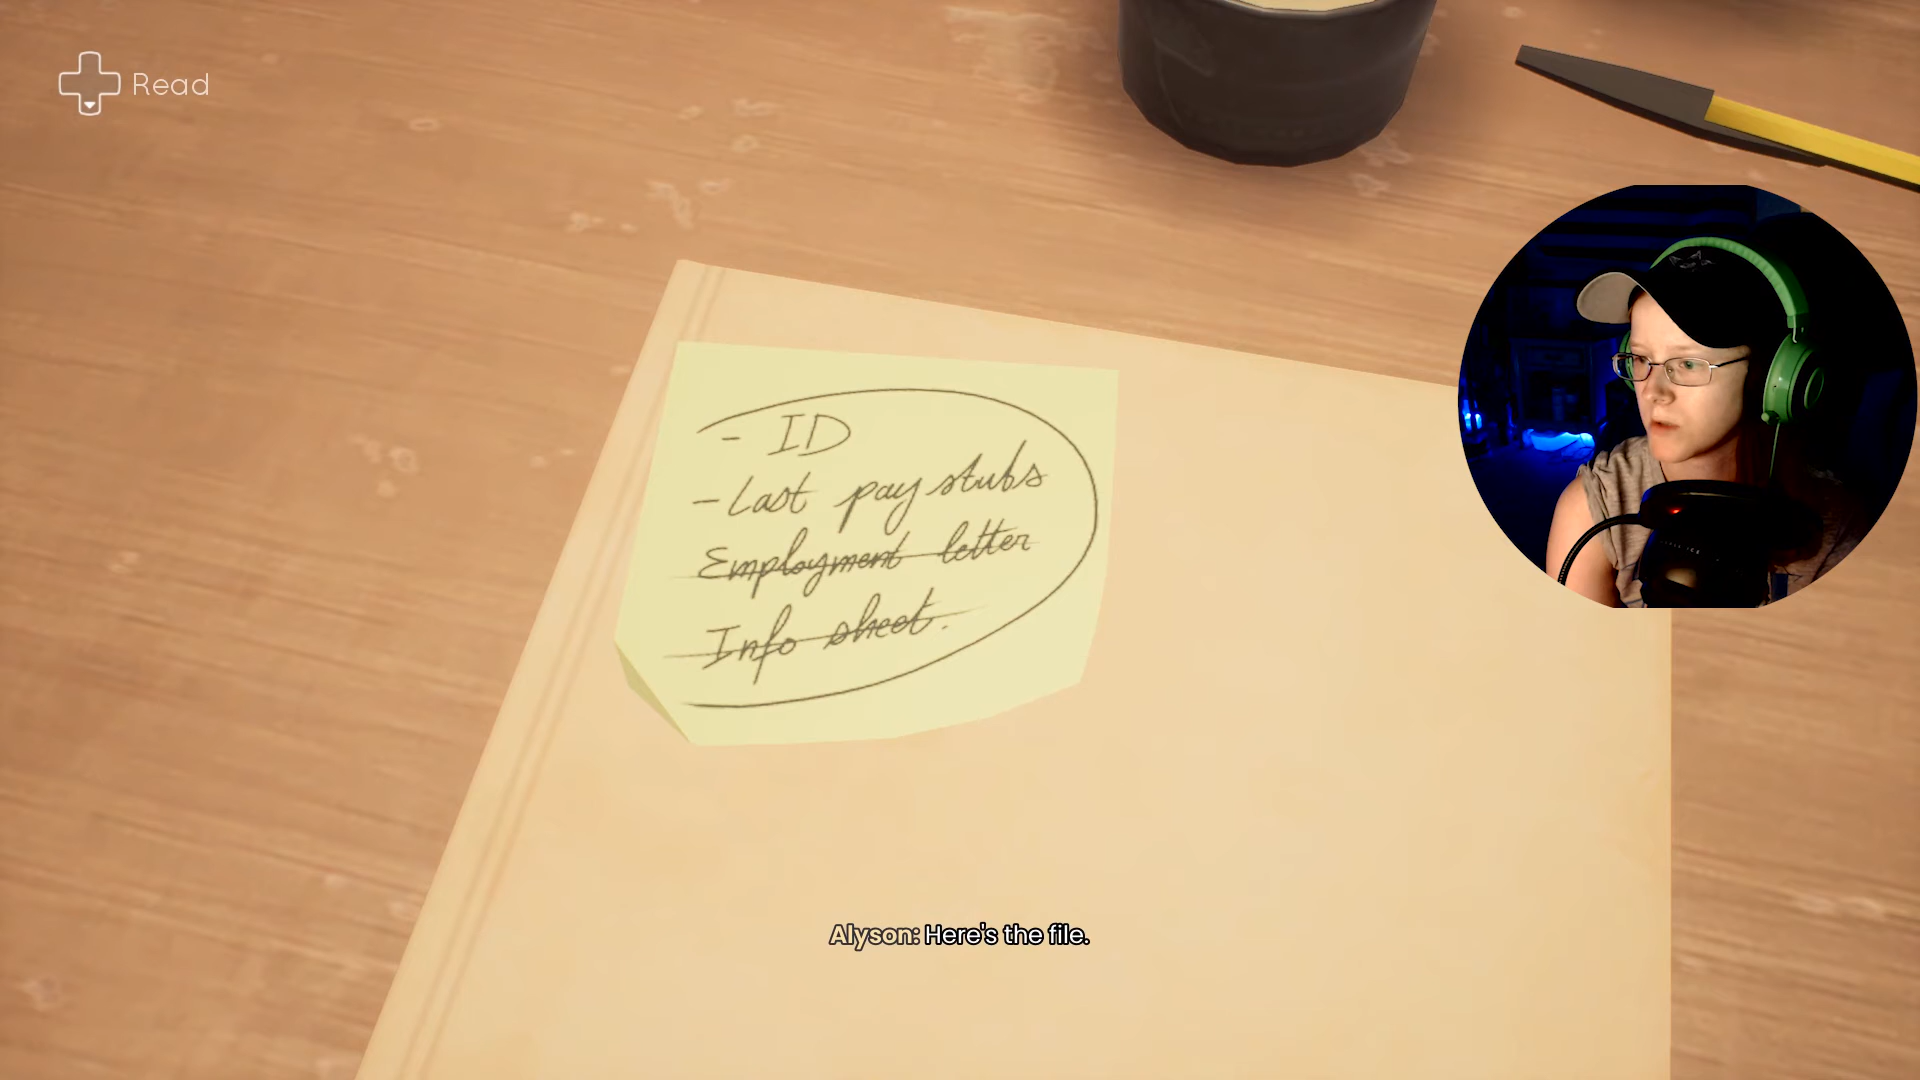 Read
- ID
- Last pay stubs
Employment letter
Info sheet.
Alyson: Here's the file.